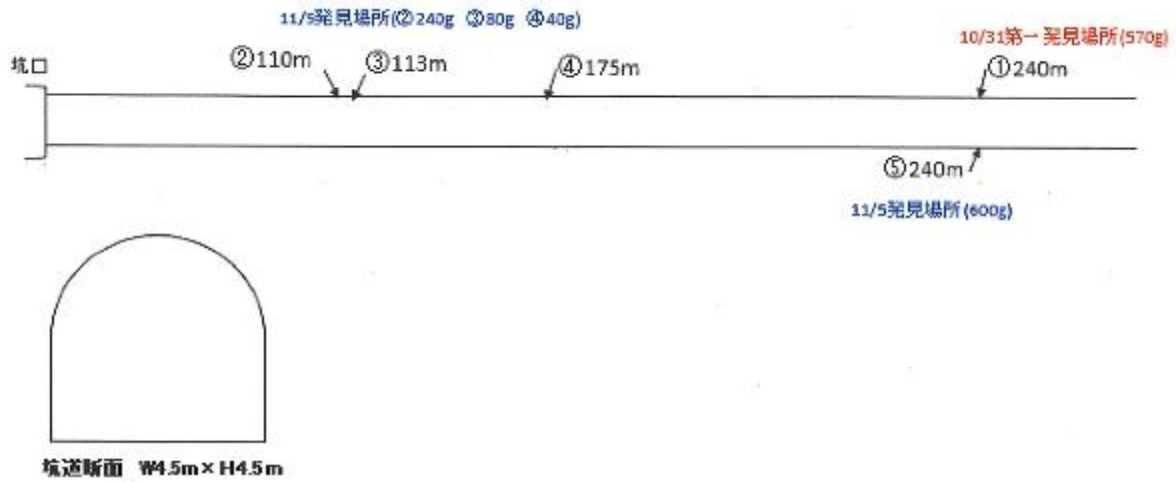 11/5発見場所(②240g ③80g ④40g)
10/31第一発見場所(570g)
坑口
②110m
③113m
④175m
①240m
⑤240m
11/5発見場所(600g)
坑道断面 W4.5m×H4.5m